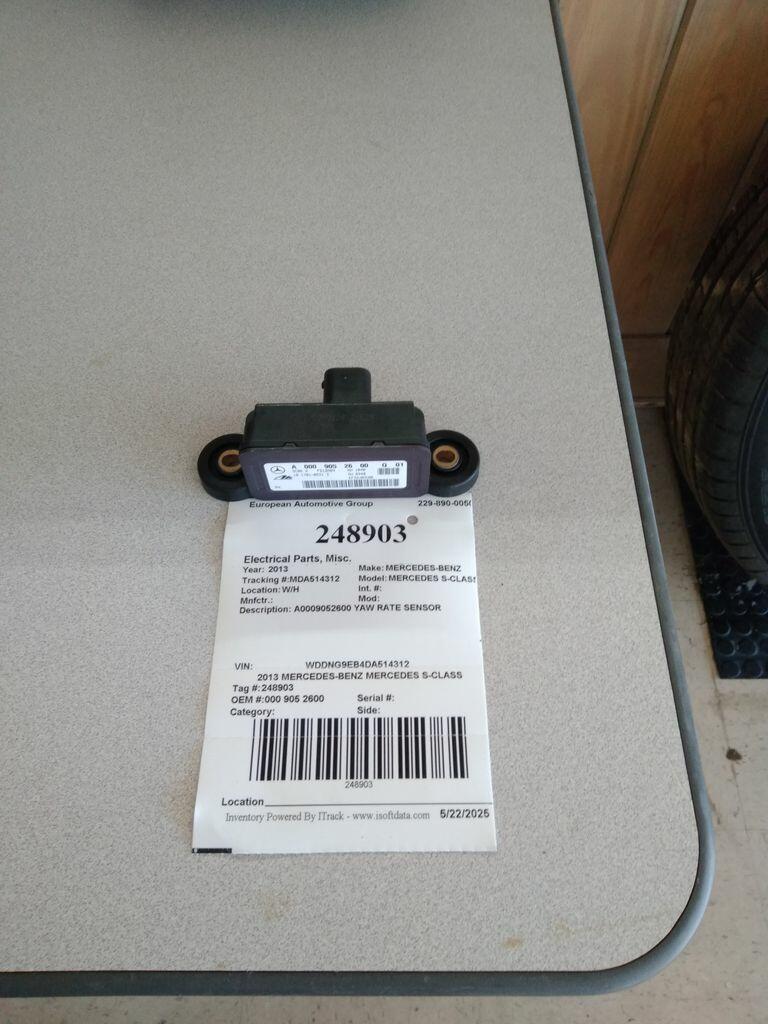 A 000 905 26 00 Q 01
European Automotive Group 229-890-005
248903
Electrical Parts, Misc.
Year: 2013 Make: MERCEDES-BENZ
Tracking #:MDA514312 Model: MERCEDES S-CLAS
Location: W/H Int. #:
Mnfctr.: Mod:
Description: A0009052600 YAW RATE SENSOR
VIN: WDDNG9EB4DA514312
2013 MERCEDES-BENZ MERCEDES S-CLASS
Tag #:248903
OEM #:000 905 2600 Serial #:
Category: Side:
248903
Location
Inventory Powered By ITrack - www.isoftdata.com 5/22/2025